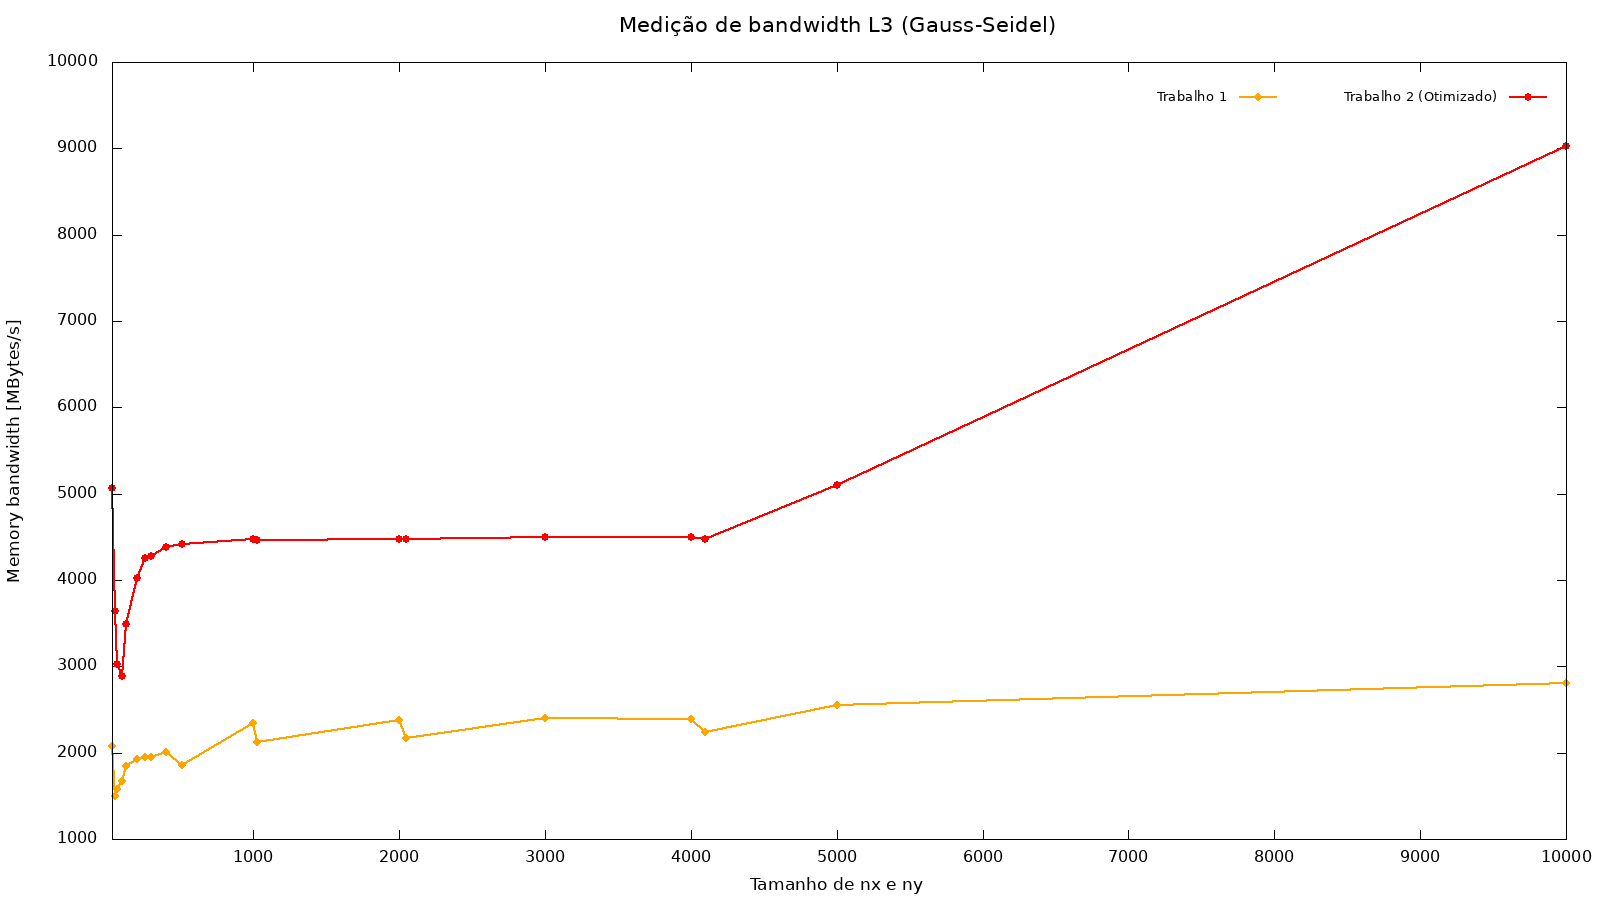 Medição de bandwidth L3 (Gauss-Seidel)
Trabalho 1
Trabalho 2 (Otimizado)
Memory bandwidth [MBytes/s]
10000
9000
8000
7000
6000
5000
4000
3000
2000
1000
1000 2000 3000 4000 5000 6000 7000 8000 9000 10000
Tamanho de nx e ny